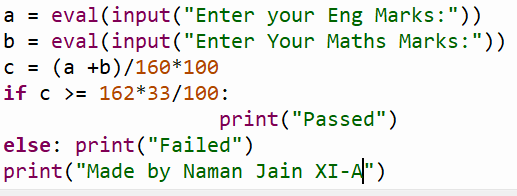 a = eval(input("Enter your Eng Marks:"))
b = eval(input("Enter Your Maths Marks:"))
c = (a +b)/160*100
if c >= 162*33/100:
                  print("Passed")
else: print("Failed")
print("Made by Naman Jain XI-A")